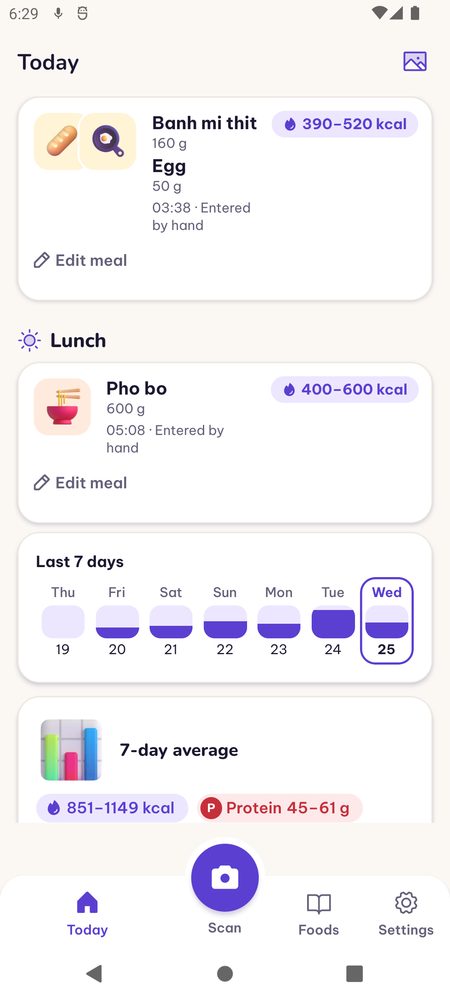 6:29
Today
Banh mi thit
390–520 kcal
160 g
Egg
50 g
03:38 · Entered
by hand
Edit meal
Lunch
Pho bo
400–600 kcal
600 g
05:08 · Entered by
hand
Edit meal
Last 7 days
Thu Fri Sat Sun Mon Tue Wed
19 20 21 22 23 24 25
7-day average
851–1149 kcal
P Protein 45–61 g
Today Scan Foods Settings